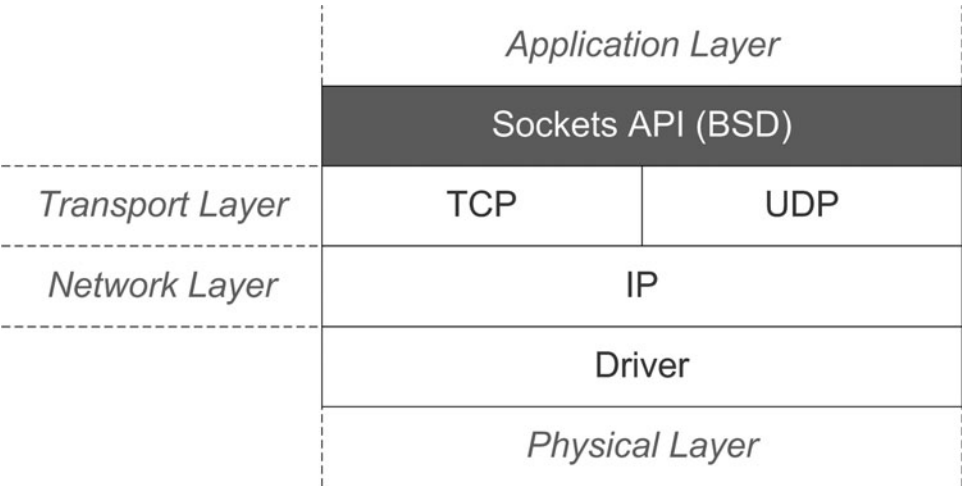 Application Layer
Sockets API (BSD)
Transport Layer TCP UDP
Network Layer IP
Driver
Physical Layer